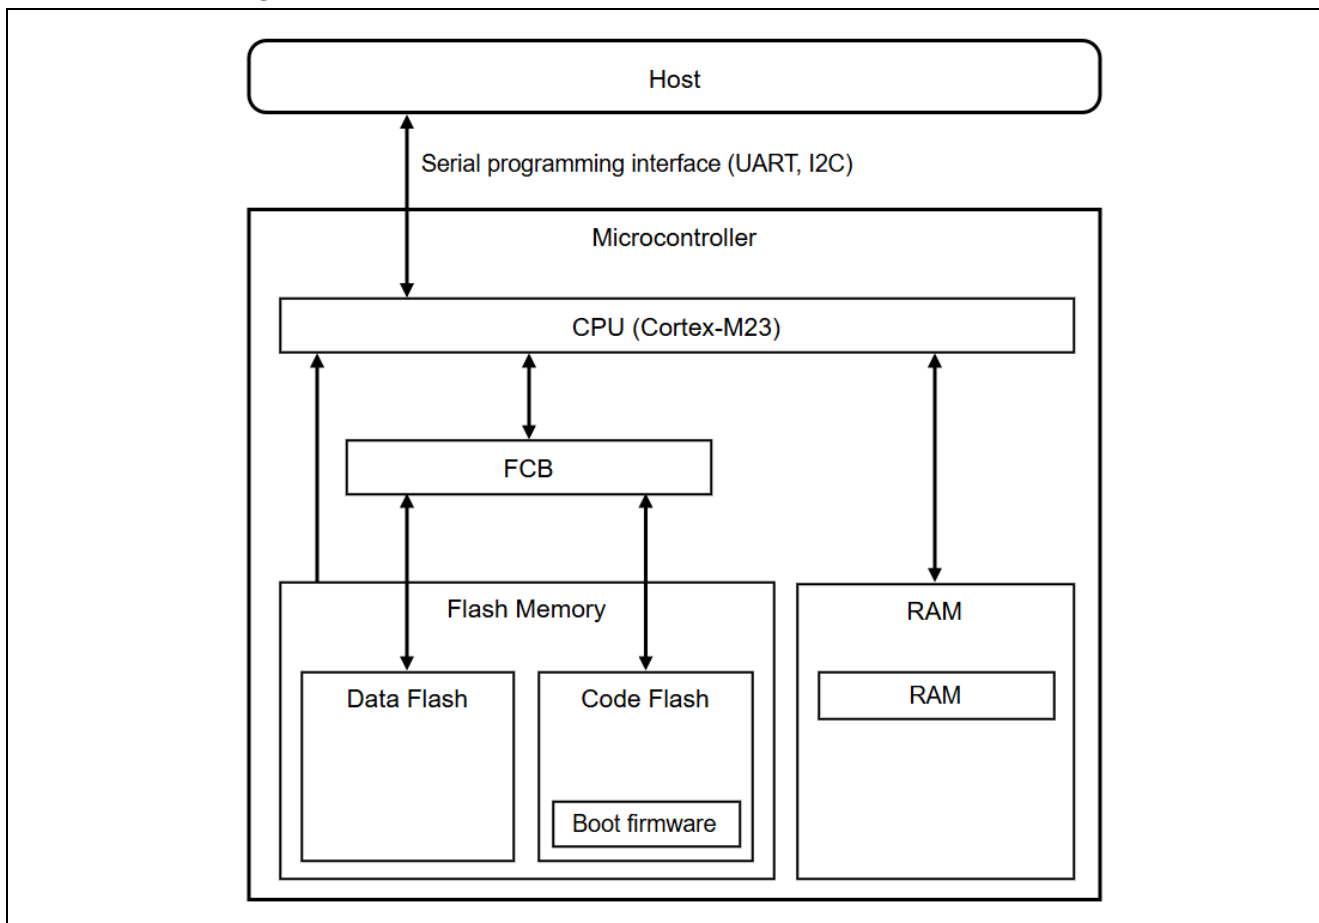 Host
Serial programming interface (UART, I2C)
Microcontroller
CPU (Cortex-M23)
FCB
Flash Memory
RAM
Data Flash
Code Flash
RAM
Boot firmware